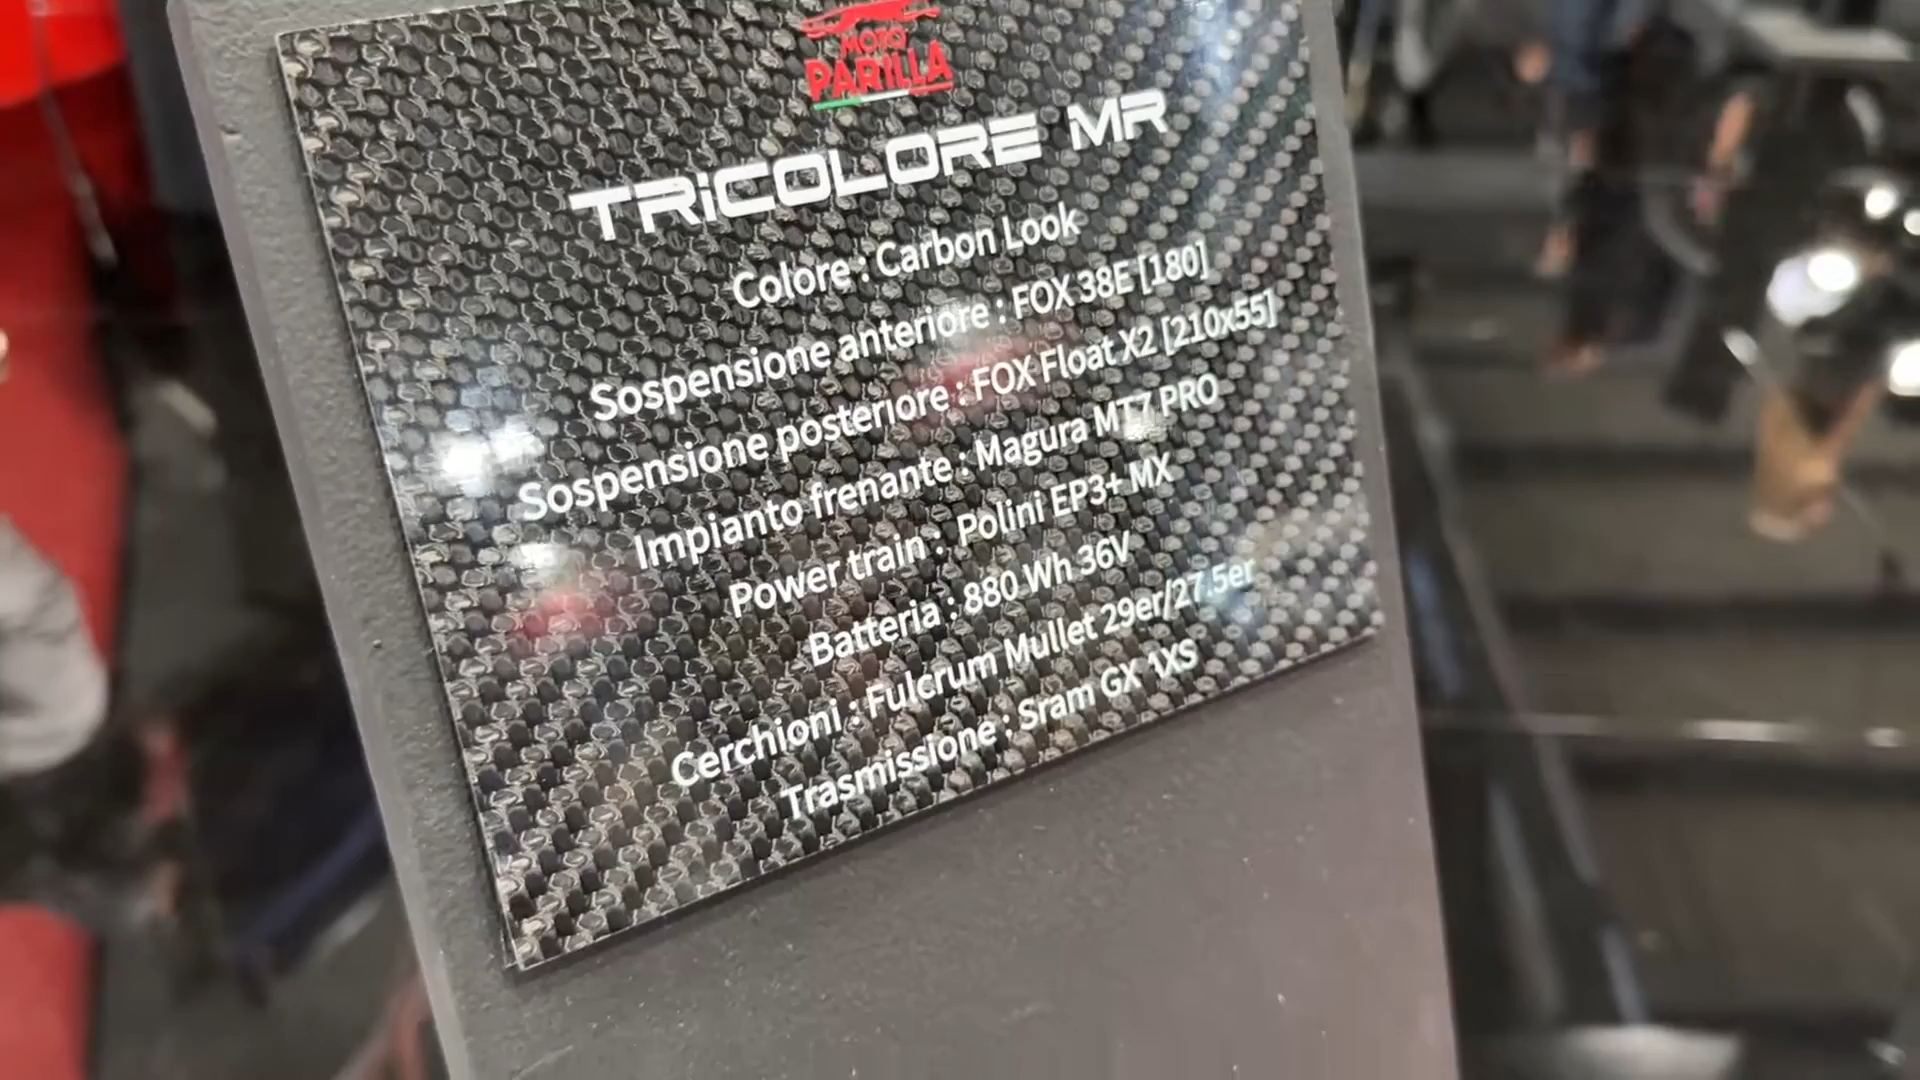 MOTO
PARILLA
TRiCOLORE MR
Colore : Carbon Look
Sospensione anteriore : FOX 38E [180]
Sospensione posteriore : FOX Float X2 [210x55]
Impianto frenante : Magura MT7 PRO
Power train : Polini EP3+ MX
Batteria : 880 Wh 36V
Cerchioni : Fulcrum Mullet 29er/27.5er
Trasmissione : Sram GX 1XS